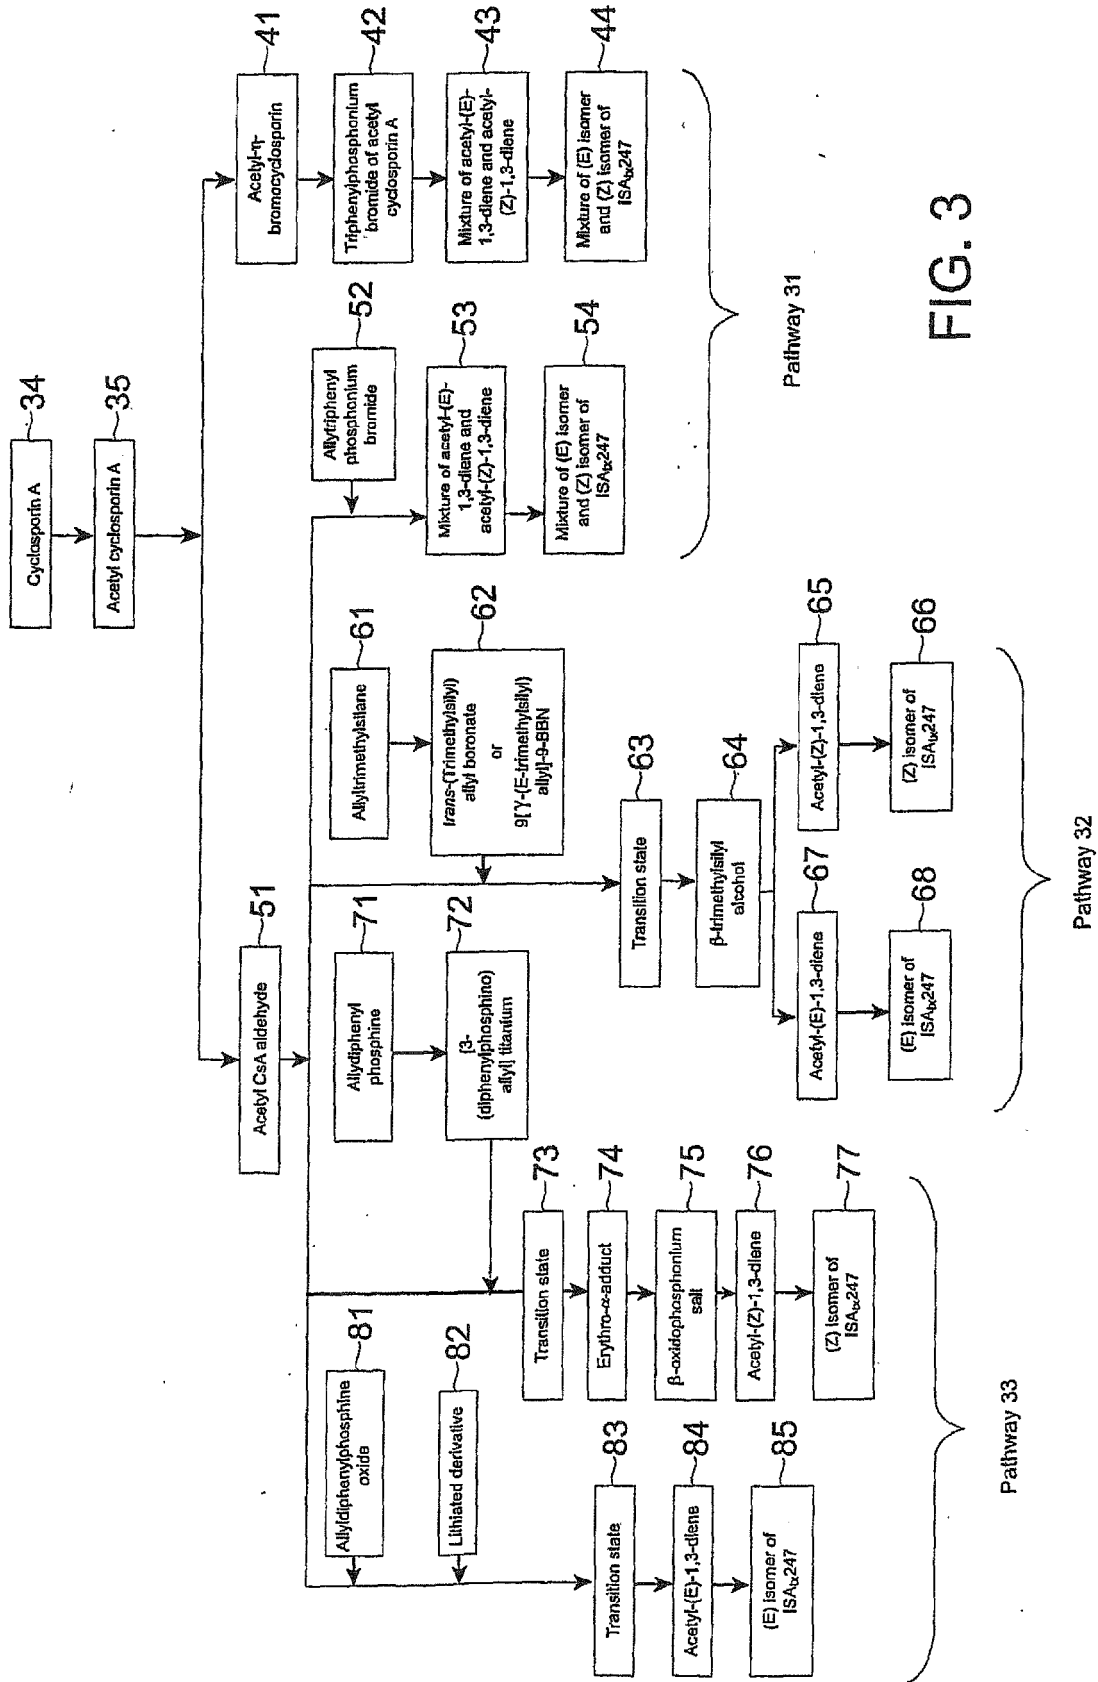 Cyclosporin A
34
Acetyl cyclosporin A
35
Acetyl-η-
bromocyclosporin
41
Triphenylphosphonium
bromide of acetyl
cyclosporin A
42
Mixture of acetyl-(E)-
1,3-diene and acetyl-
(Z)-1,3-diene
43
Mixture of (E) isomer
and (Z) isomer of
ISAtx247
44
Acetyl CsA aldehyde
51
Allytriphenyl
phosphonium
bromide
52
Mixture of acetyl-(E)-
1,3-diene and
acetyl-(Z)-1,3-diene
53
Mixture of (E) isomer
and (Z) isomer of
ISAtx247
54
Pathway 31
Allyltrimethylsilane
61
trans-(Trimethylsilyl)
allyl boronate
or
9[γ-(E-trimethylsilyl)
allyl]-9-BBN
62
Transition state
63
β-trimethylsilyl
alcohol
64
Acetyl-(Z)-1,3-diene
65
(Z) isomer of
ISAtx247
66
Acetyl-(E)-1,3-diene
67
(E) isomer of
ISAtx247
68
Pathway 32
Allydiphenyl
phosphine
71
[3-
(diphenylphosphino)
allyl] titanium
72
Transition state
73
Erythro-α-adduct
74
β-oxidophosphonium
salt
75
Acetyl-(Z)-1,3-diene
76
(Z) isomer of
ISAtx247
77
Allyldiphenylphosphine
oxide
81
Lithiated derivative
82
Transition state
83
Acetyl-(E)-1,3-diene
84
(E) isomer of
ISAtx247
85
Pathway 33
FIG. 3